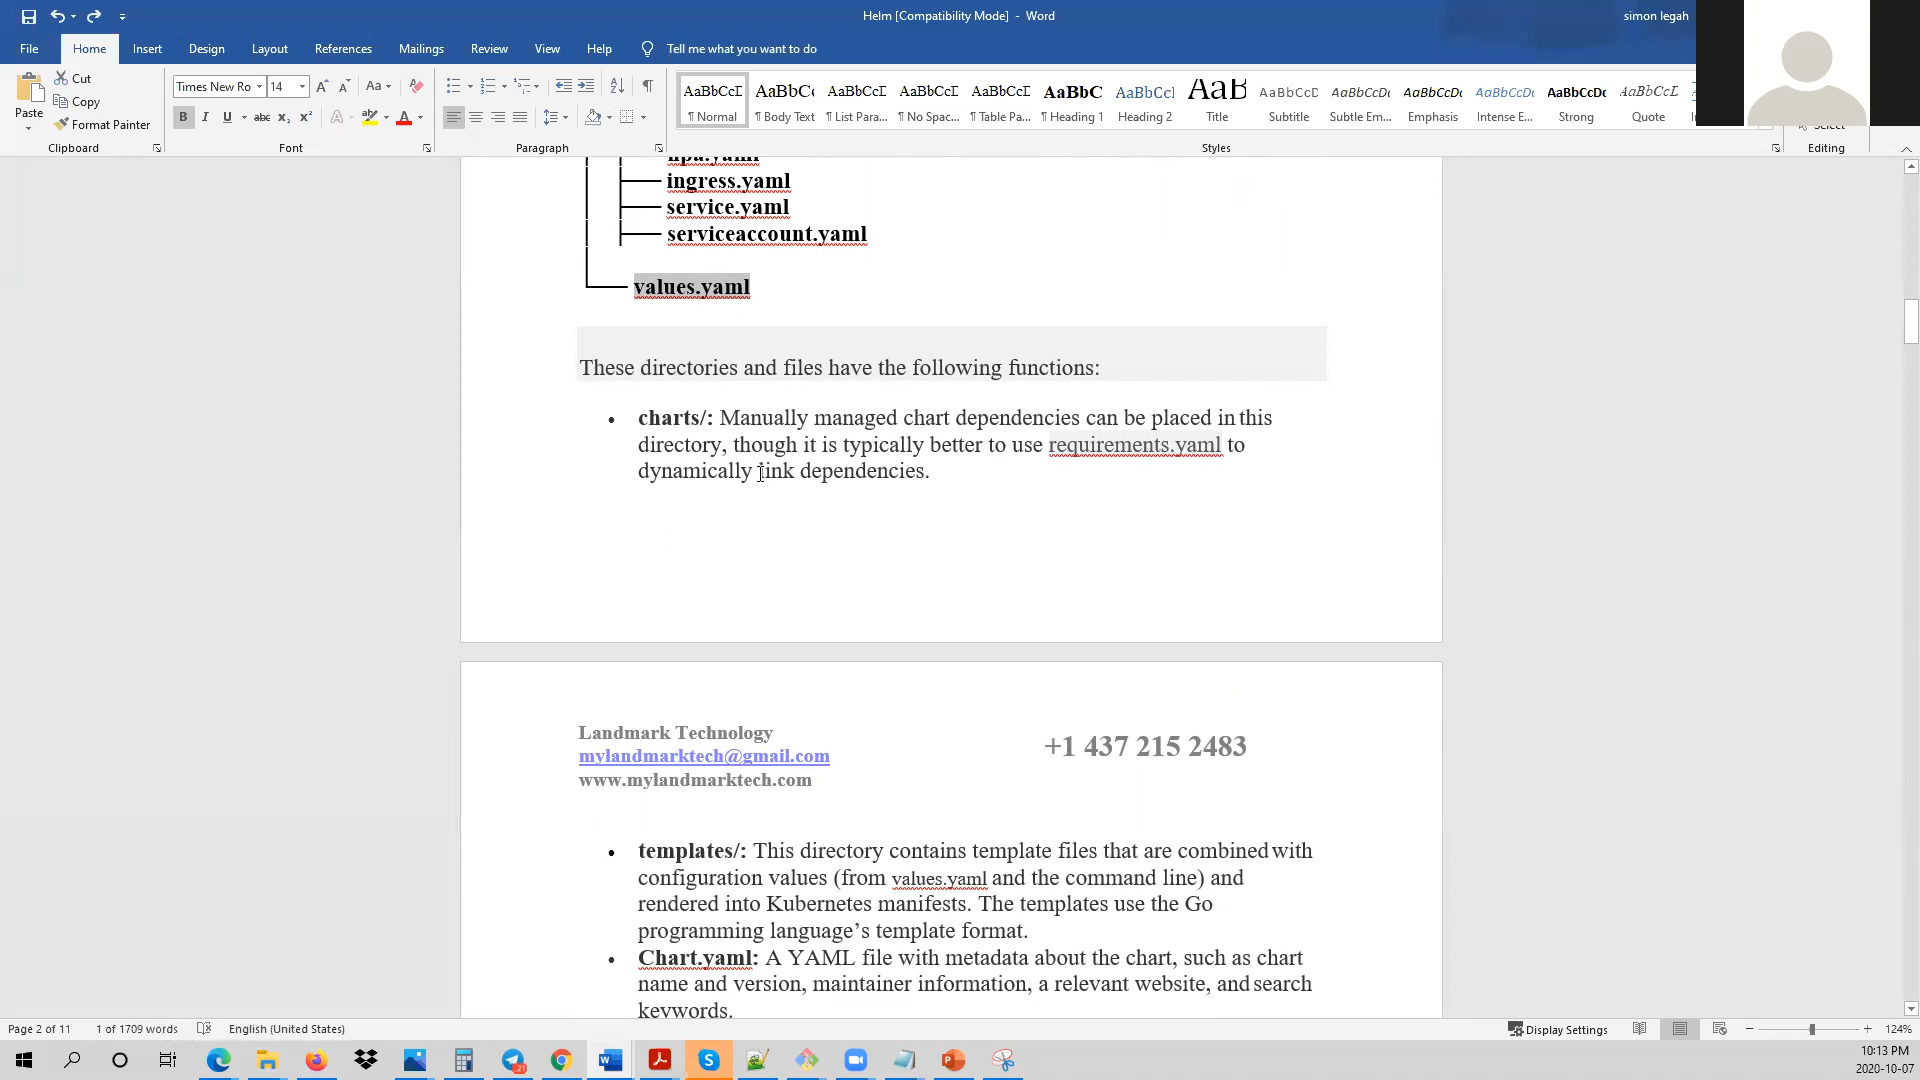 Helm [Compatibility Mode] - Word
simon legah
File Home Insert Design Layout References Mailings Review View Help Tell me what you want to do
Cut
Copy
Format Painter
Paste
Clipboard
Times New Ro 14
Font
Paragraph
AaBbCcD AaBbCc AaBbCcD AaBbCcD AaBbCcD AaBbC AaBbCc AaB AaBbCcD AaBbCcDc AaBbCcDc AaBbCcDc AaBbCcDc AaBbCcD
¶ Normal ¶ Body Text ¶ List Para... ¶ No Spac... ¶ Table Pa... ¶ Heading 1 Heading 2 Title Subtitle Subtle Em... Emphasis Intense E... Strong Quote
Styles
Select
Editing
hpa.yaml
ingress.yaml
service.yaml
serviceaccount.yaml
values.yaml
These directories and files have the following functions:
• charts/: Manually managed chart dependencies can be placed in this
directory, though it is typically better to use requirements.yaml to
dynamically link dependencies.
Landmark Technology
mylandmarktech@gmail.com
www.mylandmarktech.com
+1 437 215 2483
• templates/: This directory contains template files that are combined with
configuration values (from values.yaml and the command line) and
rendered into Kubernetes manifests. The templates use the Go
programming language’s template format.
• Chart.yaml: A YAML file with metadata about the chart, such as chart
name and version, maintainer information, a relevant website, and search
keywords.
Page 2 of 11 1 of 1709 words English (United States) Display Settings 124%
10:13 PM
2020-10-07